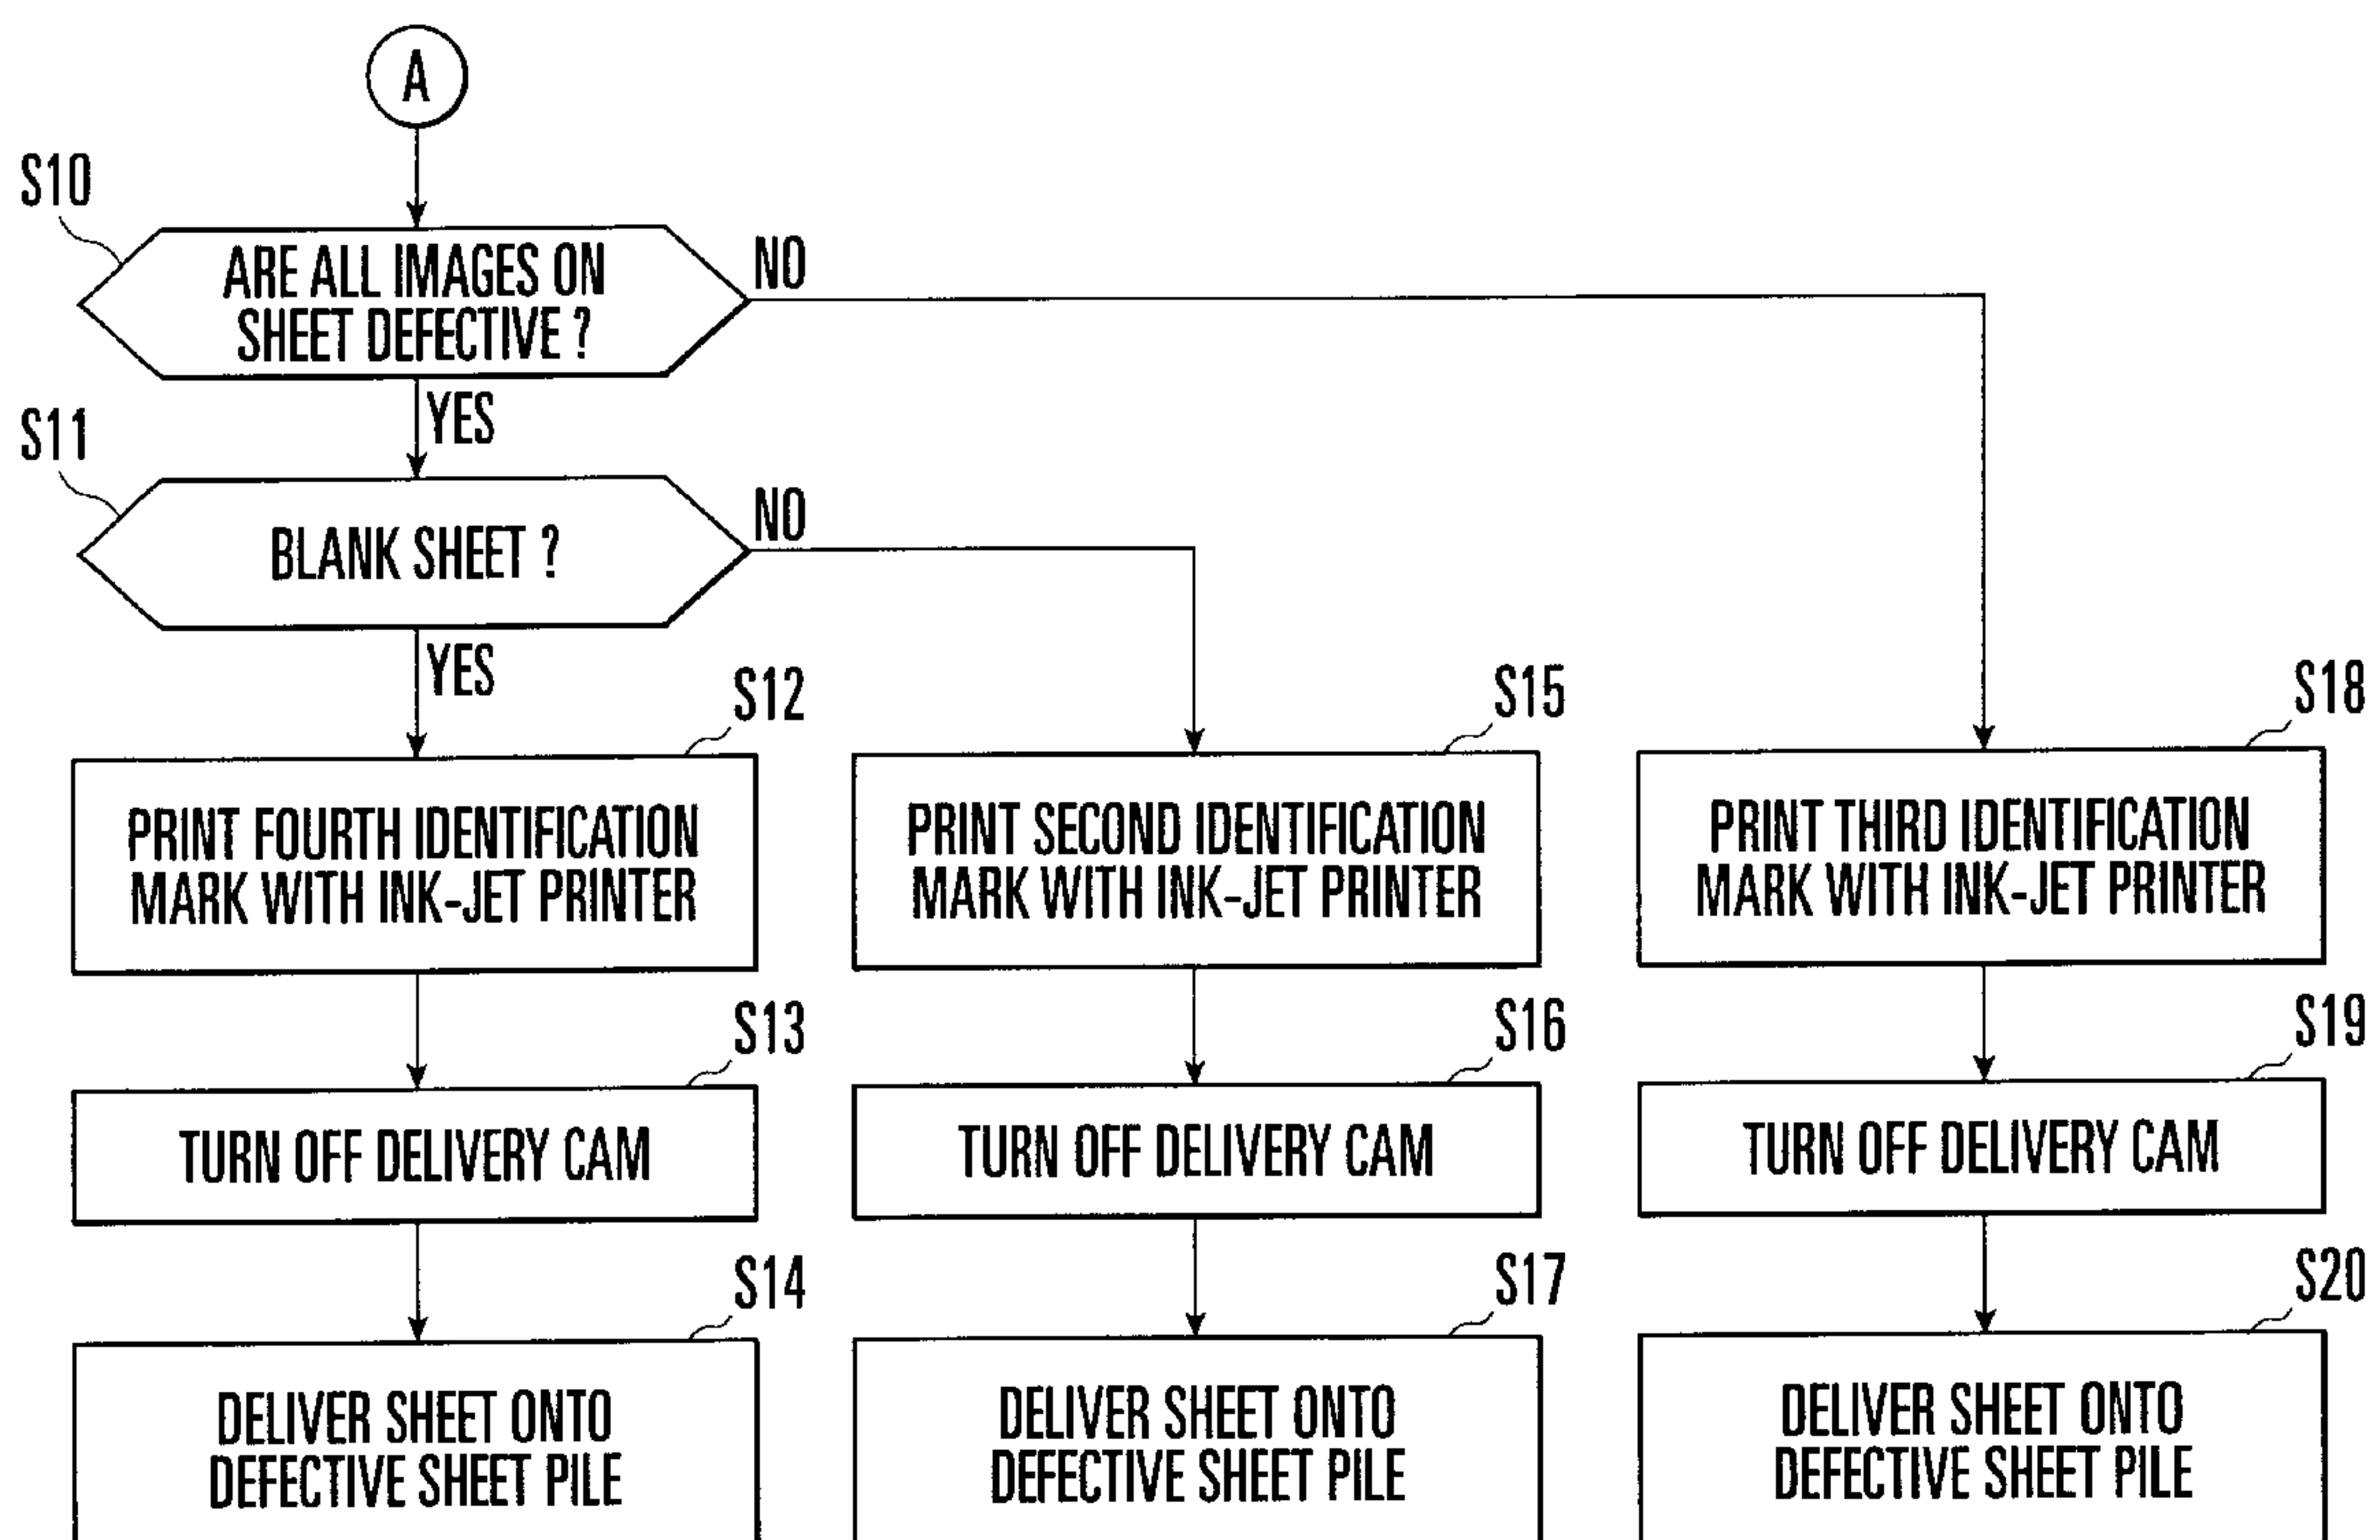 A
S10
ARE ALL IMAGES ON
SHEET DEFECTIVE ?
NO
YES
S11
BLANK SHEET ?
NO
YES
S12
PRINT FOURTH IDENTIFICATION
MARK WITH INK-JET PRINTER
S13
TURN OFF DELIVERY CAM
S14
DELIVER SHEET ONTO
DEFECTIVE SHEET PILE
S15
PRINT SECOND IDENTIFICATION
MARK WITH INK-JET PRINTER
S16
TURN OFF DELIVERY CAM
S17
DELIVER SHEET ONTO
DEFECTIVE SHEET PILE
S18
PRINT THIRD IDENTIFICATION
MARK WITH INK-JET PRINTER
S19
TURN OFF DELIVERY CAM
S20
DELIVER SHEET ONTO
DEFECTIVE SHEET PILE